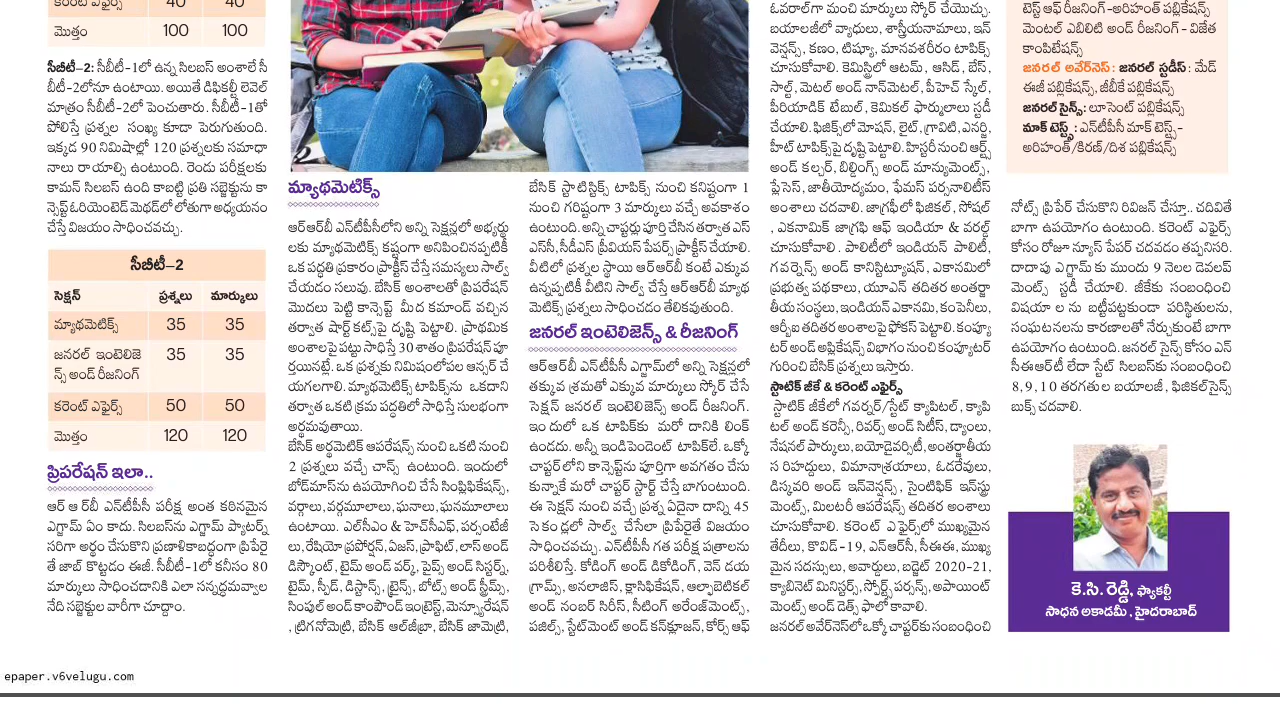 కరెంట్ ఎఫైర్స్ 40 40
మొత్తం 100 100
సీబీటీ-2: సీబీటీ-1లో ఉన్న సిలబస్ అంశాలే సీ
బీటీ-2లోనూ ఉంటాయి. అయితే డిఫికల్టీ లెవెల్
మాత్రం సీబీటీ-2లో పెంచుతారు. సీబీటీ-1తో
పోలిస్తే ప్రశ్నల సంఖ్య కూడా పెరుగుతుంది.
ఇక్కడ 90 నిమిషాల్లో 120 ప్రశ్నలకు సమాధా
నాలు రాయాల్సి ఉంటుంది. రెండు పరీక్షలకు
కామన్ సిలబస్ ఉంది కాబట్టి ప్రతి సబ్జెక్టును కా
న్సెప్ట్ ఓరియెంటెడ్ మెథడ్‌లో లోతుగా అధ్యయనం
చేస్తే విజయం సాధించవచ్చు.
సీబీటీ–2
సెక్షన్ ప్రశ్నలు మార్కులు
మ్యాథమెటిక్స్ 35 35
జనరల్ ఇంటెలిజె 35 35
న్స్ అండ్ రీజనింగ్
కరెంట్ ఎఫైర్స్ 50 50
మొత్తం 120 120
ప్రిపరేషన్ ఇలా..
ఆర్ ఆ ర్‌బీ ఎన్‌టీపీసీ పరీక్ష అంత కఠినమైన
ఎగ్జామ్ ఏం కాదు. సిలబస్‌ను ఎగ్జామ్ ప్యాటర్న్
సరిగా అర్థం చేసుకొని ప్రణాళికాబద్ధంగా ప్రిపేరై
తే జాబ్ కొట్టడం ఈజీ. సీబీటీ-1లో కనీసం 80
మార్కులు సాధించడానికి ఎలా సన్నద్ధమవ్వాల
నేది సబ్జెక్టుల వారీగా చూద్దాం.
మ్యాథమెటిక్స్
ఆర్ఆర్‌బీ ఎన్‌టీపీసీలోని అన్ని సెక్షన్లలో అభ్యర్థు
లకు మ్యాథమెటిక్స్ కష్టంగా అనిపించినప్పటికీ
ఒక పద్ధతి ప్రకారం ప్రాక్టీస్ చేస్తే సమస్యలు సాల్వ్
చేయడం సలువు. బేసిక్ అంశాలతో ప్రిపరేషన్
మొదలు పెట్టి కాన్సెప్ట్ మీద కమాండ్ వచ్చిన
తర్వాత షార్ట్ కట్స్‌పై దృష్టి పెట్టాలి. ప్రాథమిక
అంశాలపై పట్టు సాధిస్తే 30 శాతం ప్రిపరేషన్ పూ
ర్తయినట్లే. ఒక ప్రశ్నకు నిమిషంలోపల ఆన్సర్ చే
యగలగాలి. మ్యాథమెటిక్స్ టాపిక్స్‌ను ఒకదాని
తర్వాత ఒకటి క్రమ పద్ధతిలో సాధిస్తే సులభంగా
అర్థమవుతాయి.
బేసిక్ అర్థమెటిక్ ఆపరేషన్స్ నుంచి ఒకటి నుంచి
2 ప్రశ్నలు వచ్చే చాన్స్ ఉంటుంది. ఇందులో
బోడ్‌మాస్‌ను ఉపయోగించి చేసే సింప్లిఫికేషన్స్,
వర్గాలు, వర్గమూలాలు, ఘనాలు, ఘనమూలాలు
ఉంటాయి. ఎల్‌సీఎం & హెచ్‌సీఎఫ్, పర్సంటేజీ
లు, రేషియో ప్రపోర్షన్, ఏజస్, ప్రాఫిట్, లాస్ అండ్
డిస్కౌంట్, టైమ్ అండ్ వర్క్, పైప్స్ అండ్ సిస్టర్న్స్,
టైమ్, స్పీడ్, డిస్టాన్స్, ట్రైన్స్, బోట్స్ అండ్ స్ట్రీమ్స్,
సింపుల్ అండ్ కాంపౌండ్ ఇంట్రెస్ట్, మెన్సూరేషన్
, ట్రిగనోమెట్రి, బేసిక్ ఆల్‌జీబ్రా, బేసిక్ జామెట్రి,
బేసిక్ స్టాటిస్టిక్స్ టాపిక్స్ నుంచి కనిష్టంగా 1
నుంచి గరిష్టంగా 3 మార్కులు వచ్చే అవకాశం
ఉంటుంది. అన్ని చార్టర్లు పూర్తి చేసిన తర్వాత ఎస్
ఎస్‌సీ, సీడీఎస్ ప్రీవియస్ పేపర్స్ ప్రాక్టీస్ చేయాలి.
వీటిలో ప్రశ్నల స్థాయి ఆర్ఆర్‌బీ కంటే ఎక్కువ
ఉన్నప్పటికీ వీటిని సాల్వ్ చేస్తే ఆర్ఆర్‌బీ మ్యాథ
మెటిక్స్ ప్రశ్నలు సాధించడం తేలికవుతుంది.
జనరల్ ఇంటెలిజెన్స్ & రీజనింగ్
ఆర్ఆర్‌బీ ఎన్‌టీపీసీ ఎగ్జామ్‌లో అన్ని సెక్షన్లలో
తక్కువ శ్రమతో ఎక్కువ మార్కులు స్కోర్ చేసే
సెక్షన్ జనరల్ ఇంటెలిజెన్స్ అండ్ రీజనింగ్.
ఇం దులో ఒక టాపిక్‌కు మరో దానికి లింక్
ఉండదు. అన్నీ ఇండిపెండెంట్ టాపిక్‌లే. ఒక్కో
చాప్టర్‌లోని కాన్సెప్ట్‌ను పూర్తిగా అవగతం చేసు
కున్నాకే మరో చాప్టర్ స్టార్ట్ చేస్తే బాగుంటుంది.
ఈ సెక్షన్ నుంచి వచ్చే ప్రశ్న ఏదైనా దాన్ని 45
సె కం డ్లలో సాల్వ్ చేసేలా ప్రిపేరైతే విజయం
సాధించవచ్చు. ఎన్‌టీపీసీ గత పరీక్ష పత్రాలను
పరిశీలిస్తే. కోడింగ్ అండ్ డీకోడింగ్, వెన్ డయ
గ్రామ్స్, అనలాజిస్, క్లాసిఫికేషన్, ఆల్ఫాబెటికల్
అండ్ నంబర్ సిరీస్, సీటింగ్ అరేంజ్‌మెంట్స్,
పజిల్స్, స్టేట్‌మెంట్ అండ్ కన్‌క్లూజన్, కోర్స్ ఆఫ్
ఓవరాల్‌గా మంచి మార్కులు స్కోర్ చేయొచ్చు.
బయాలజీలో వ్యాధులు, శాస్త్రీయనామాలు, ఇన్
వెన్షన్స్, కణం, టిష్యూ, మానవశరీరం టాపిక్స్
చూసుకోవాలి. కెమిస్ట్రీలో ఆటమ్, ఆసిడ్, బేస్,
సాల్ట్, మెటల్ అండ్ నాన్‌మెటల్, పీహెచ్ స్కేల్,
పీరియాడిక్ టేబుల్, కెమికల్ ఫార్ములాలు స్టడీ
చేయాలి. ఫిజిక్స్‌లో మోషన్, లైట్, గ్రావిటి, ఎనర్జి,
హీట్ టాపిక్స్‌పై దృష్టి పెట్టాలి. హిస్టరీ నుంచి ఆర్ట్స్
అండ్ కల్చర్, బిల్డింగ్స్ అండ్ మాన్యుమెంట్స్,
ప్లేసెస్, జాతీయోద్యమం, ఫేమస్ పర్సనాలిటీస్
అంశాలు చదవాలి. జాగ్రఫీలో ఫిజికల్, సోషల్
, ఎకనామిక్ జాగ్రఫి ఆఫ్ ఇండియా & వరల్డ్
చూసుకోవాలి . పాలిటీలో ఇండియన్ పాలిటి,
గవర్నెన్స్ అండ్ కానిస్టిట్యూషన్, ఎకానమిలో
ప్రభుత్వ పథకాలు, యూఎన్ తదితర అంతర్జా
తీయ సంస్థలు, ఇండియన్ ఎకానమి, కంపెనీలు,
ఆర్బీఐ తదితర అంశాలపై ఫోకస్ పెట్టాలి. కంప్యూ
టర్ అండ్ అప్లికేషన్స్ విభాగం నుంచి కంప్యూటర్
గురించి బేసిక్ ప్రశ్నలు ఇస్తారు.
స్టాటిక్ జీకే & కరెంట్ ఎఫైర్స్
స్టాటిక్ జీకేలో గవర్నర్/స్టేట్ క్యాపిటల్, క్యాపి
టల్ అండ్ కరెన్సీ, రివర్స్ అండ్ సిటీస్, డ్యాంలు,
నేషనల్ పార్కులు, బయోడైవర్సిటీ, అంతర్జాతీయ
స రిహద్దులు, విమానాశ్రయాలు, ఓడరేవులు,
డిస్కవరి అండ్ ఇన్‌వెన్షన్స్, సైంటిఫిక్ ఇన్‌స్ట్రు
మెంట్స్, మిలటరీ ఆపరేషన్స్ తదితర అంశాలు
చూసుకోవాలి. కరెంట్ ఎఫైర్స్‌లో ముఖ్యమైన
తేదీలు, కొవిడ్-19, ఎన్ఆర్‌సీ, సీఈఈ, ముఖ్య
మైన సదస్సులు, అవార్డులు, బడ్జెట్ 2020-21,
క్యాబినెట్ మినిస్టర్స్, స్పోర్ట్స్ పర్సన్స్, అపాయింట్
మెంట్స్ అండ్ డెత్స్ ఫాలో కావాలి.
జనరల్ అవేర్‌నెస్‌లో ఒక్కో చాప్టర్‌కు సంబంధించి
టెస్ట్ ఆఫ్ రీజనింగ్ -అరిహంత్ పబ్లికేషన్స్
మెంటల్ ఎబిలిటి అండ్ రీజనింగ్ - విజేత
కాంపిటేషన్స్
జనరల్ అవేర్‌నెస్ : జనరల్ స్టడీస్ : మేడ్
ఈజీ పబ్లికేషన్స్, జీబీకే పబ్లికేషన్స్
జనరల్ సైన్స్: లూసెంట్ పబ్లికేషన్స్
మాక్ టెస్ట్స్ : ఎన్‌టీపీసీ మాక్ టెస్ట్స్ -
అరిహంత్/కిరణ్/దిశ పబ్లికేషన్స్
నోట్స్ ప్రిపేర్ చేసుకొని రివిజన్ చేస్తూ.. చదివితే
బాగా ఉపయోగం ఉంటుంది. కరెంట్ ఎఫైర్స్
కోసం రోజూ న్యూస్ పేపర్ చదవడం తప్పనిసరి.
దాదాపు ఎగ్జామ్ కు ముందు 9 నెలల డెవలప్
మెంట్స్ స్టడీ చేయాలి. జీకేకు సంబంధించి
విషయా ల ను బట్టీపట్టకుండా పరిస్థితులను,
సంఘటనలను కారణాలతో నేర్చుకుంటే బాగా
ఉపయోగం ఉంటుంది. జనరల్ సైన్స్ కోసం ఎన్
సీఈఆర్‌టీ లేదా స్టేట్ సిలబస్‌కు సంబంధించి
8, 9, 10 తరగతుల బయాలజీ, ఫిజికల్‌సైన్స్
బుక్స్ చదవాలి.
కె.సి. రెడ్డి, ఫ్యాకల్టీ
సాధన అకాడమీ , హైదరాబాద్
epaper.v6velugu.com